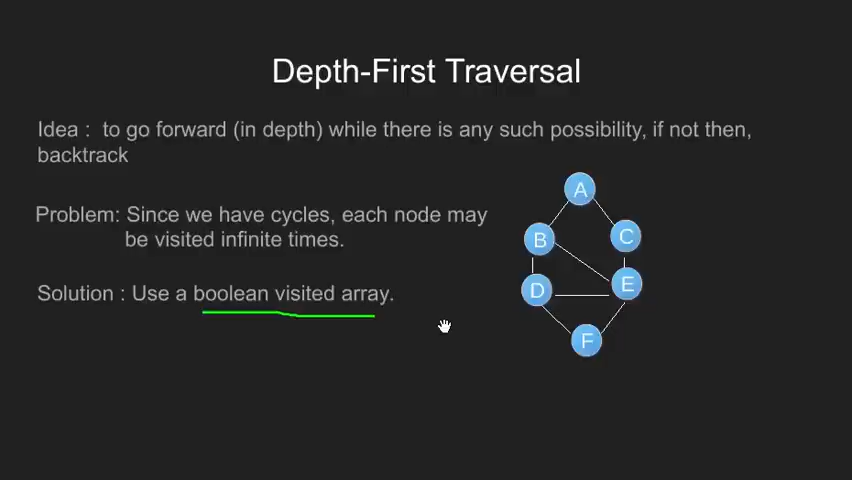 Depth-First Traversal
Idea :  to go forward (in depth) while there is any such possibility, if not then,
backtrack
Problem: Since we have cycles, each node may
be visited infinite times.
Solution : Use a boolean visited array.
A
B
C
D
E
F